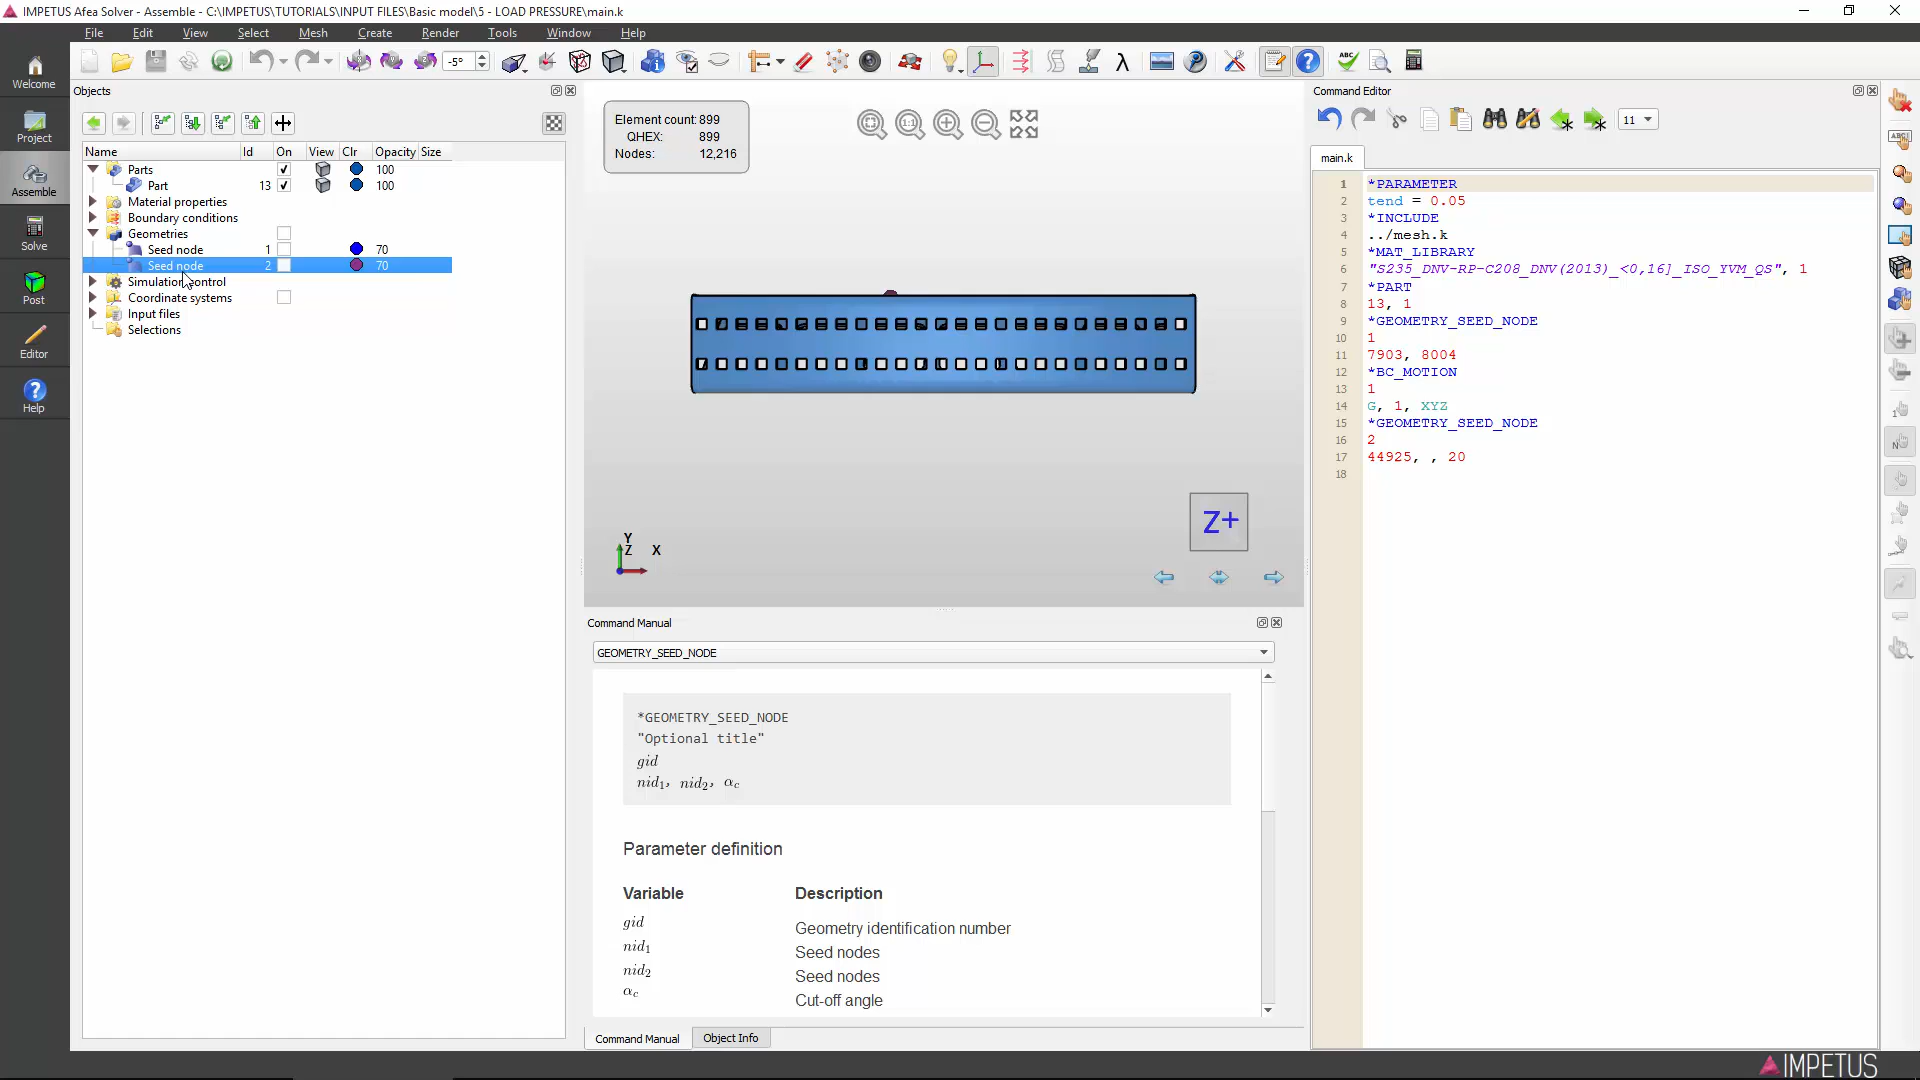 IMPETUS Afea Solver - Assemble - C:\IMPETUS\TUTORIALS\INPUT FILES\Basic model\5 - LOAD PRESSURE\main.k
File Edit View Select Mesh Create Render Tools Window Help
-5°
Welcome
Project
Assemble
Solve
Post
Editor
Help
Objects
Name Id On View Clr Opacity Size
Parts 100
Part 13 100
Material properties
Boundary conditions
Geometries
Seed node 1 70
Seed node 2 70
Simulation control
Coordinate systems
Input files
Selections
Element count: 899
QHEX: 899
Nodes: 12,216
1:1
Y
Z X
Z+
Command Manual
GEOMETRY_SEED_NODE
*GEOMETRY_SEED_NODE
"Optional title"
gid
nid1, nid2, αc
Parameter definition
Variable Description
gid Geometry identification number
nid1 Seed nodes
nid2 Seed nodes
αc Cut-off angle
Command Manual Object Info
Command Editor
11
main.k
1 *PARAMETER
2 tend = 0.05
3 *INCLUDE
4 ../mesh.k
5 *MAT_LIBRARY
6 "S235_DNV-RP-C208_DNV(2013)_<0,16]_ISO_YVM_QS", 1
7 *PART
8 13, 1
9 *GEOMETRY_SEED_NODE
10 1
11 7903, 8004
12 *BC_MOTION
13 1
14 G, 1, XYZ
15 *GEOMETRY_SEED_NODE
16 2
17 44925, , 20
18
IMPETUS